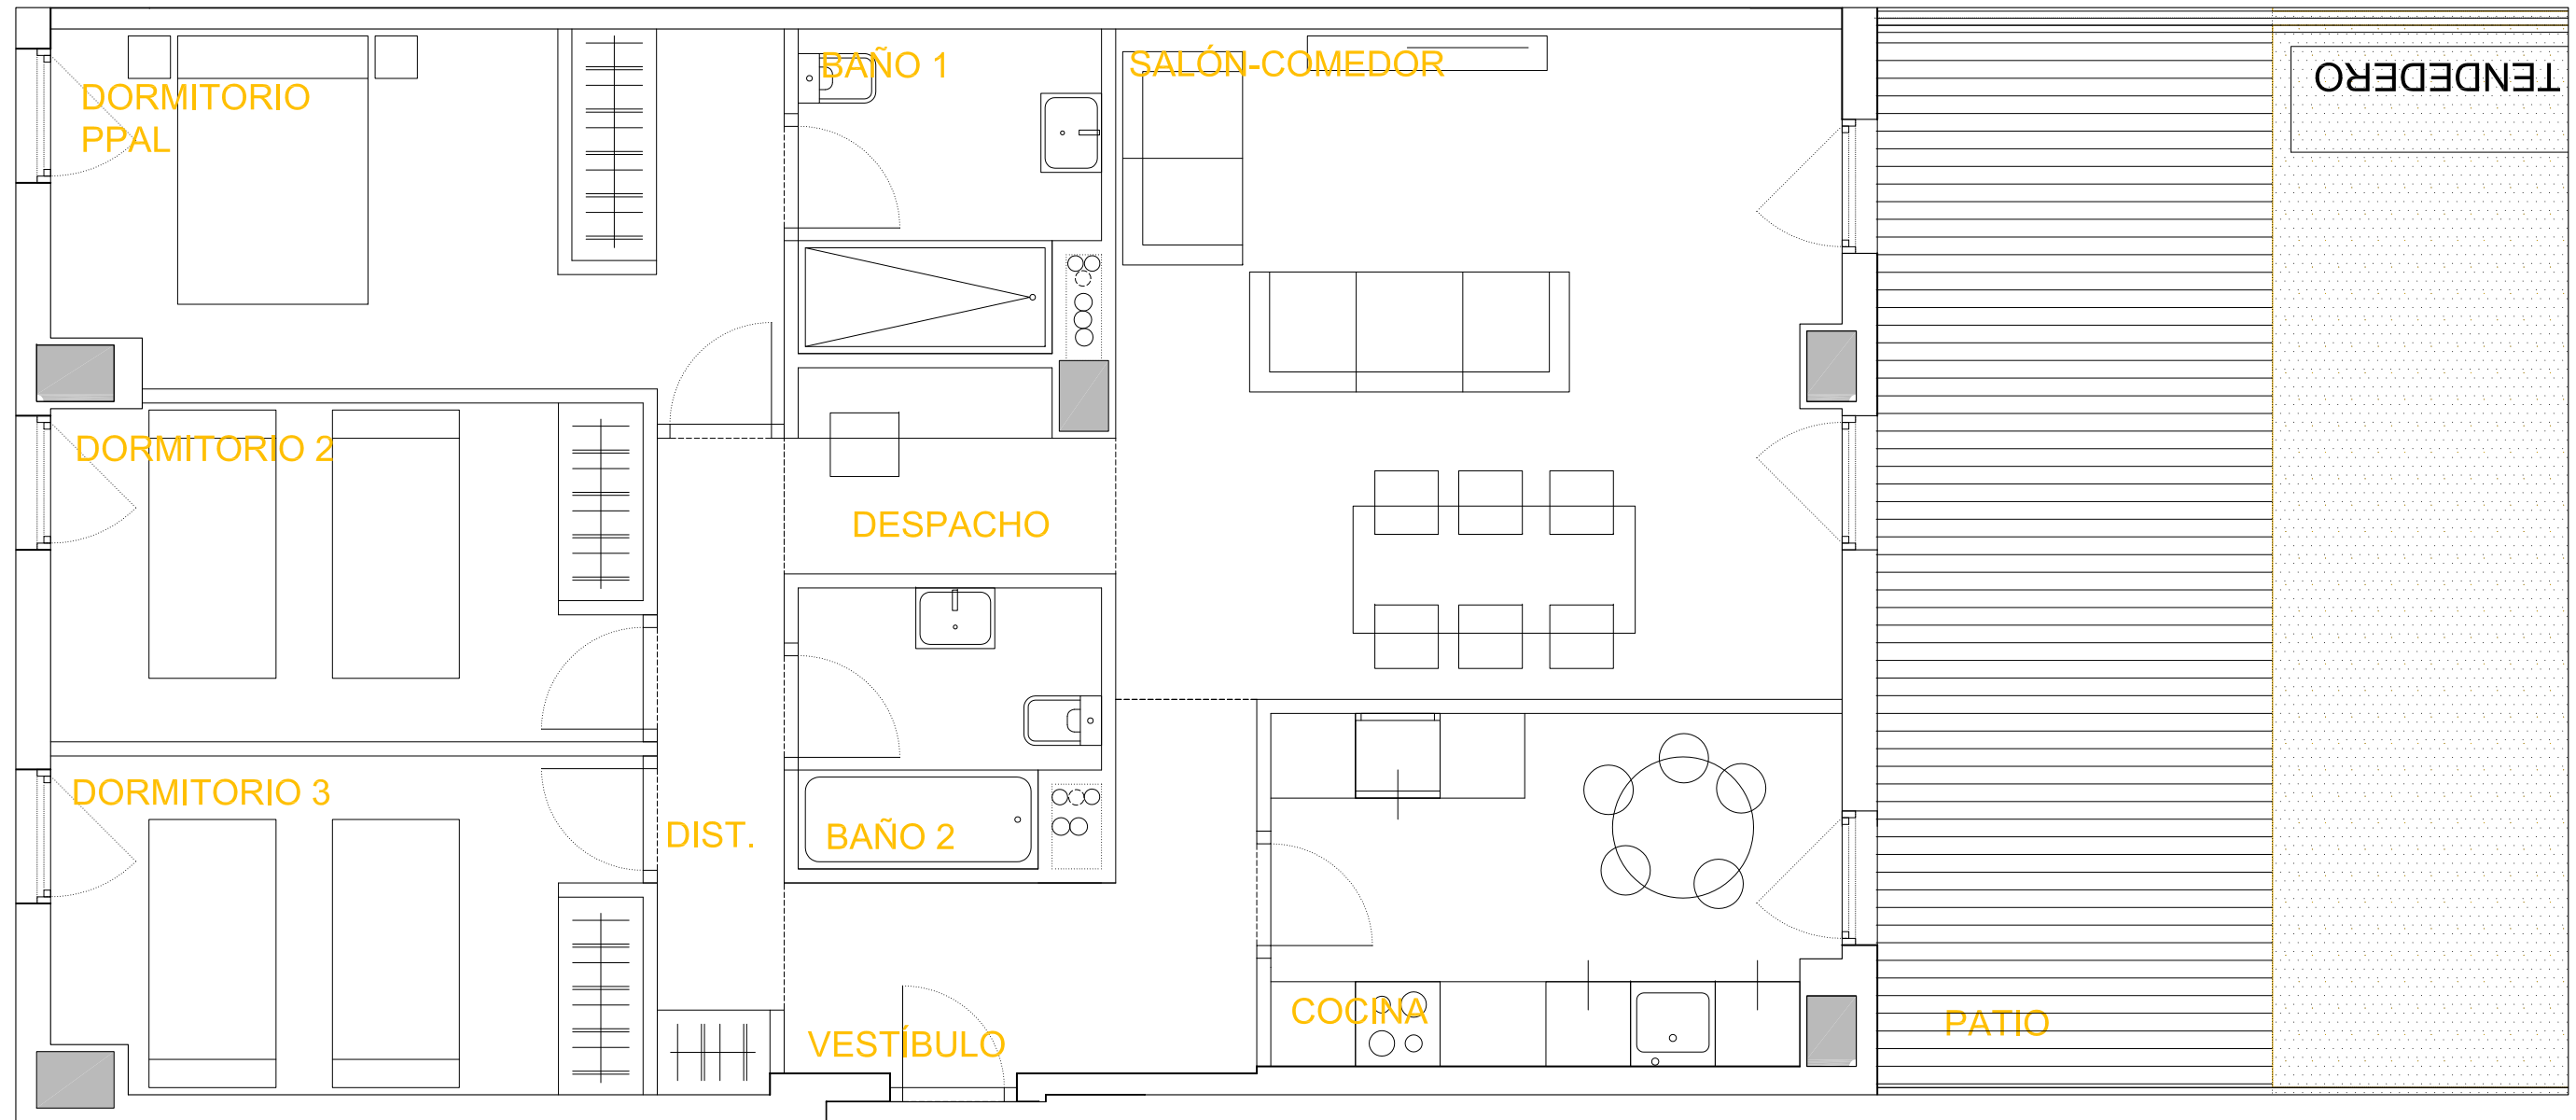 BAÑO 1
SALÓN-COMEDOR
TENDEDERO
DORMITORIO
PPAL
DORMITORIO 2
DESPACHO
DORMITORIO 3
DIST.
BAÑO 2
COCINA
PATIO
VESTÍBULO